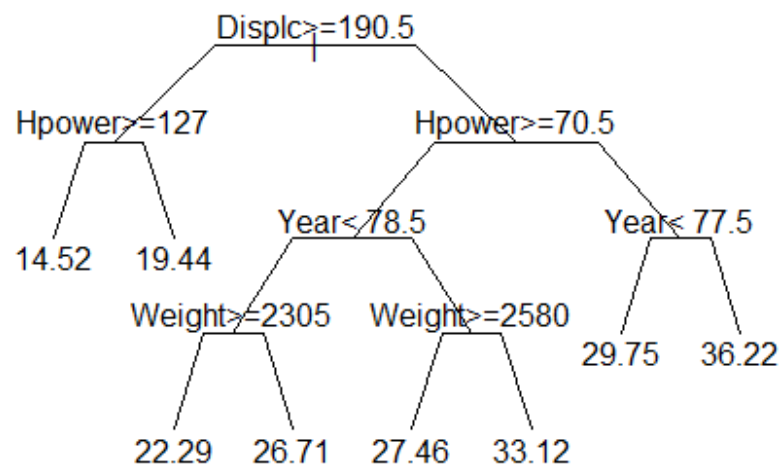 Displc>=190.5
Hpower>=127
Hpower>=70.5
Year< 78.5
Year< 77.5
14.52
19.44
Weight>=2305
Weight>=2580
29.75
36.22
22.29
26.71
27.46
33.12